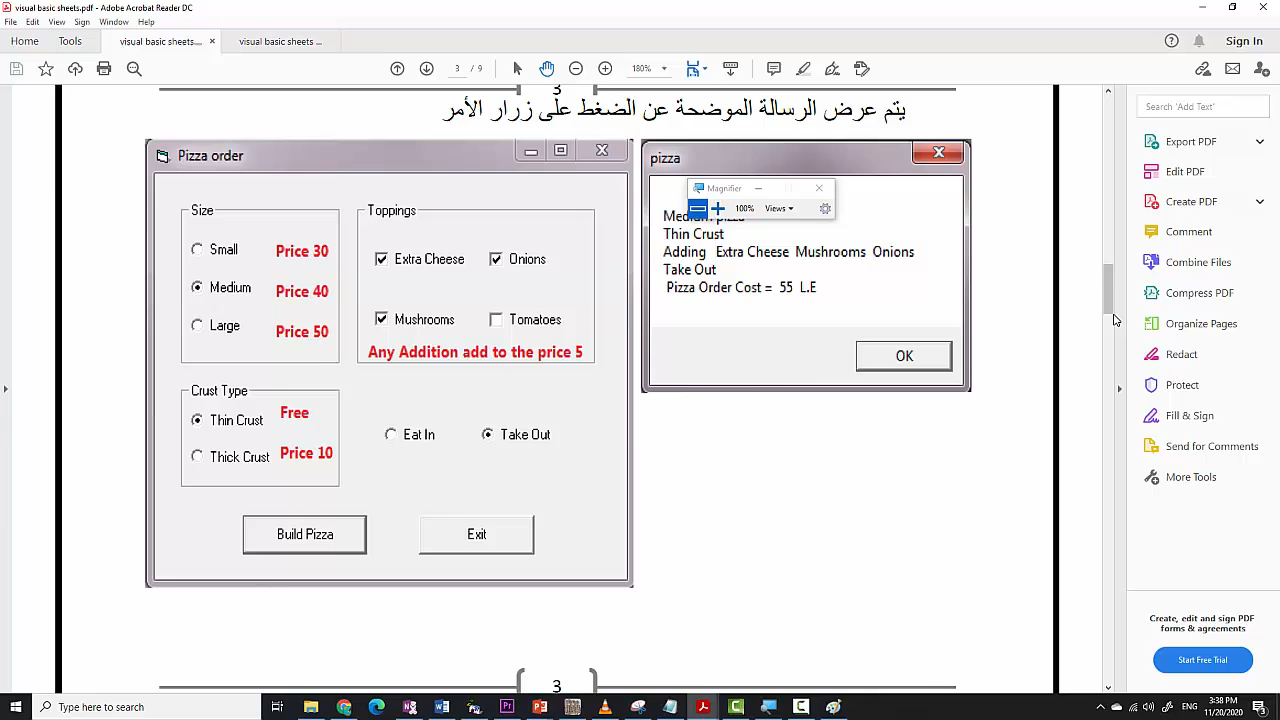 visual basic sheets.pdf - Adobe Acrobat Reader DC
File Edit View Sign Window Help
Home Tools visual basic sheets.... × visual basic sheets ... Sign In
3 / 9 180%
Search 'Add Text'
3
يتم عرض الرسالة الموضحة عن الضغط على زرار الأمر
Pizza order
Size
Small Price 30
Medium Price 40
Large Price 50
Toppings
Extra Cheese Onions
Mushrooms Tomatoes
Any Addition add to the price 5
Crust Type
Thin Crust Free
Thick Crust Price 10
Eat In Take Out
Build Pizza Exit
pizza
Magnifier
100% Views
Medium pizza
Thin Crust
Adding Extra Cheese Mushrooms Onions
Take Out
Pizza Order Cost = 55 L.E
OK
3
Export PDF
Edit PDF
Create PDF
Comment
Combine Files
Compress PDF
Organize Pages
Redact
Protect
Fill & Sign
Send for Comments
More Tools
Create, edit and sign PDF
forms & agreements
Start Free Trial
Type here to search
3:38 PM
11/20/2020